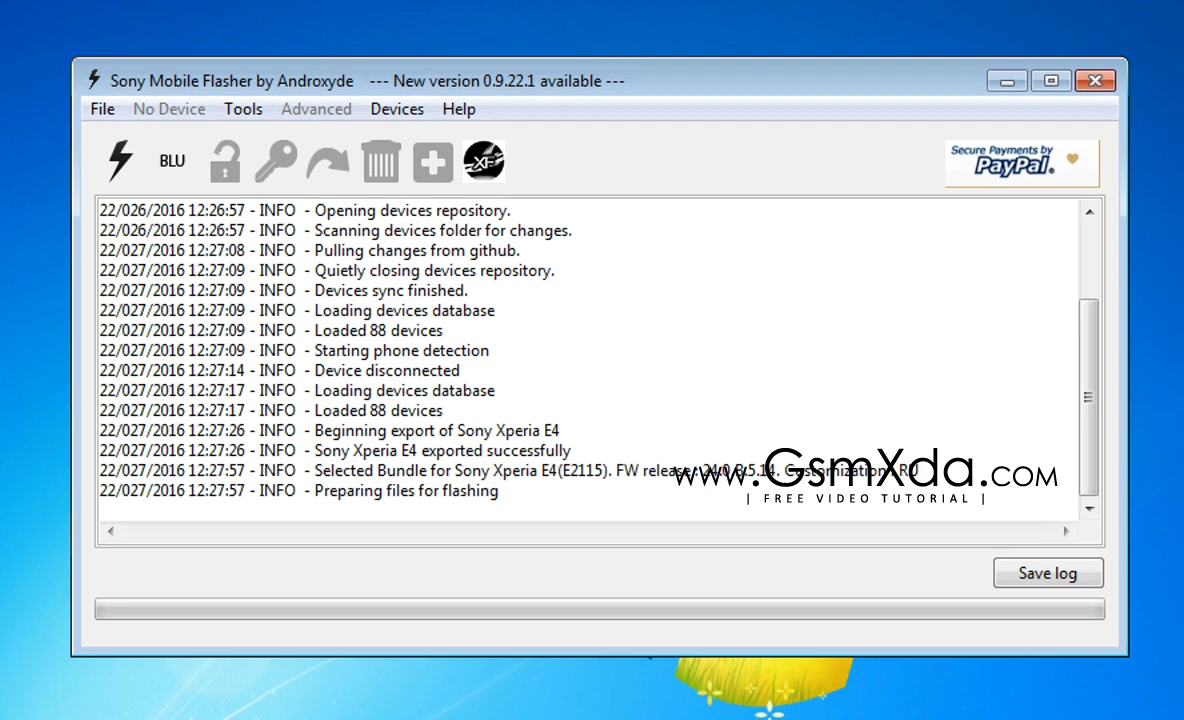 Sony Mobile Flasher by Androxyde --- New version 0.9.22.1 available ---
File No Device Tools Advanced Devices Help
BLU
XF
Secure Payments by
PayPal.
22/026/2016 12:26:57 - INFO - Opening devices repository.
22/026/2016 12:26:57 - INFO - Scanning devices folder for changes.
22/027/2016 12:27:08 - INFO - Pulling changes from github.
22/027/2016 12:27:09 - INFO - Quietly closing devices repository.
22/027/2016 12:27:09 - INFO - Devices sync finished.
22/027/2016 12:27:09 - INFO - Loading devices database
22/027/2016 12:27:09 - INFO - Loaded 88 devices
22/027/2016 12:27:09 - INFO - Starting phone detection
22/027/2016 12:27:14 - INFO - Device disconnected
22/027/2016 12:27:17 - INFO - Loading devices database
22/027/2016 12:27:17 - INFO - Loaded 88 devices
22/027/2016 12:27:26 - INFO - Beginning export of Sony Xperia E4
22/027/2016 12:27:26 - INFO - Sony Xperia E4 exported successfully
22/027/2016 12:27:57 - INFO - Selected Bundle for Sony Xperia E4(E2115). FW release : Customization : RU
22/027/2016 12:27:57 - INFO - Preparing files for flashing
www.GsmXda.com
| FREE VIDEO TUTORIAL |
Save log